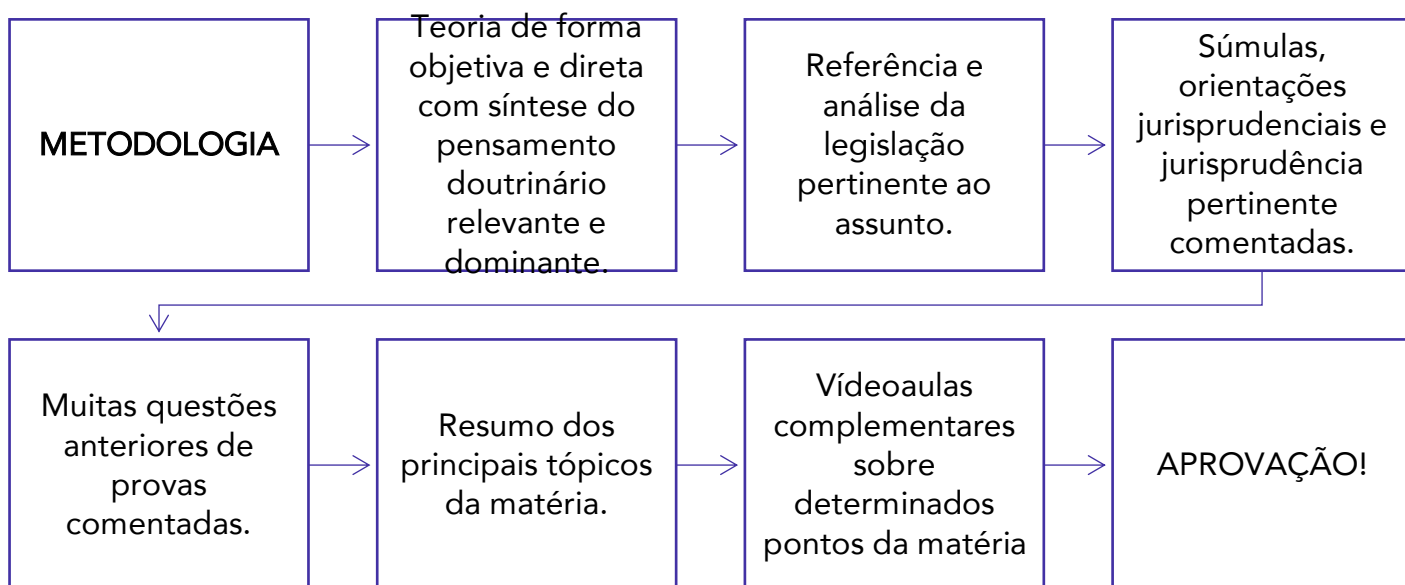 METODOLOGIA
Teoria de forma
objetiva e direta
com síntese do
pensamento
doutrinário
relevante e
dominante.
Referência e
análise da
legislação
pertinente ao
assunto.
Súmulas,
orientações
jurisprudenciais e
jurisprudência
pertinente
comentadas.
Muitas questões
anteriores de
provas
comentadas.
Resumo dos
principais tópicos
da matéria.
Vídeoaulas
complementares
sobre
determinados
pontos da matéria
APROVAÇÃO!